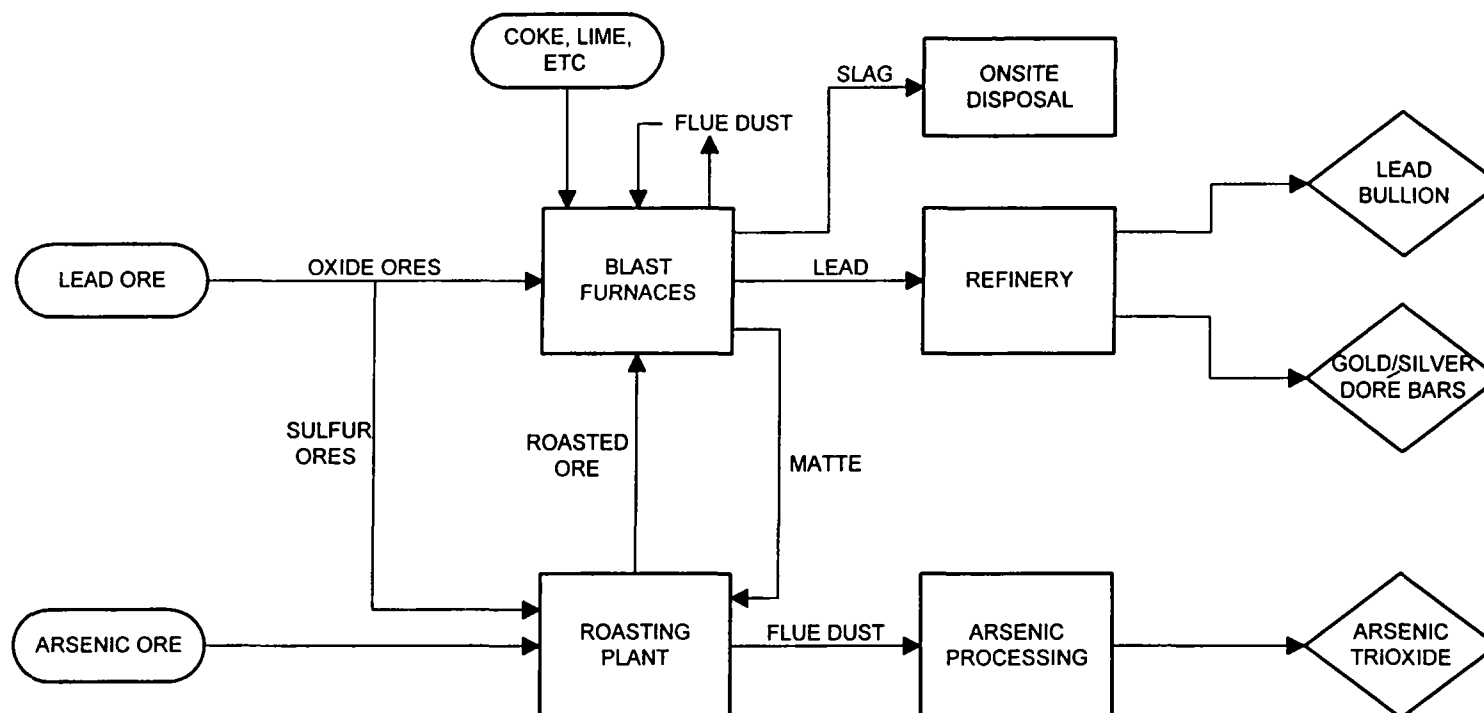 COKE, LIME,
ETC
SLAG
ONSITE
DISPOSAL
FLUE DUST
LEAD
BULLION
LEAD ORE
OXIDE ORES
BLAST
FURNACES
LEAD
REFINERY
GOLD/SILVER
DORÉ BARS
SULFUR
ORES
ROASTED
ORE
MATTE
ARSENIC ORE
ROASTING
PLANT
FLUE DUST
ARSENIC
PROCESSING
ARSENIC
TRIOXIDE